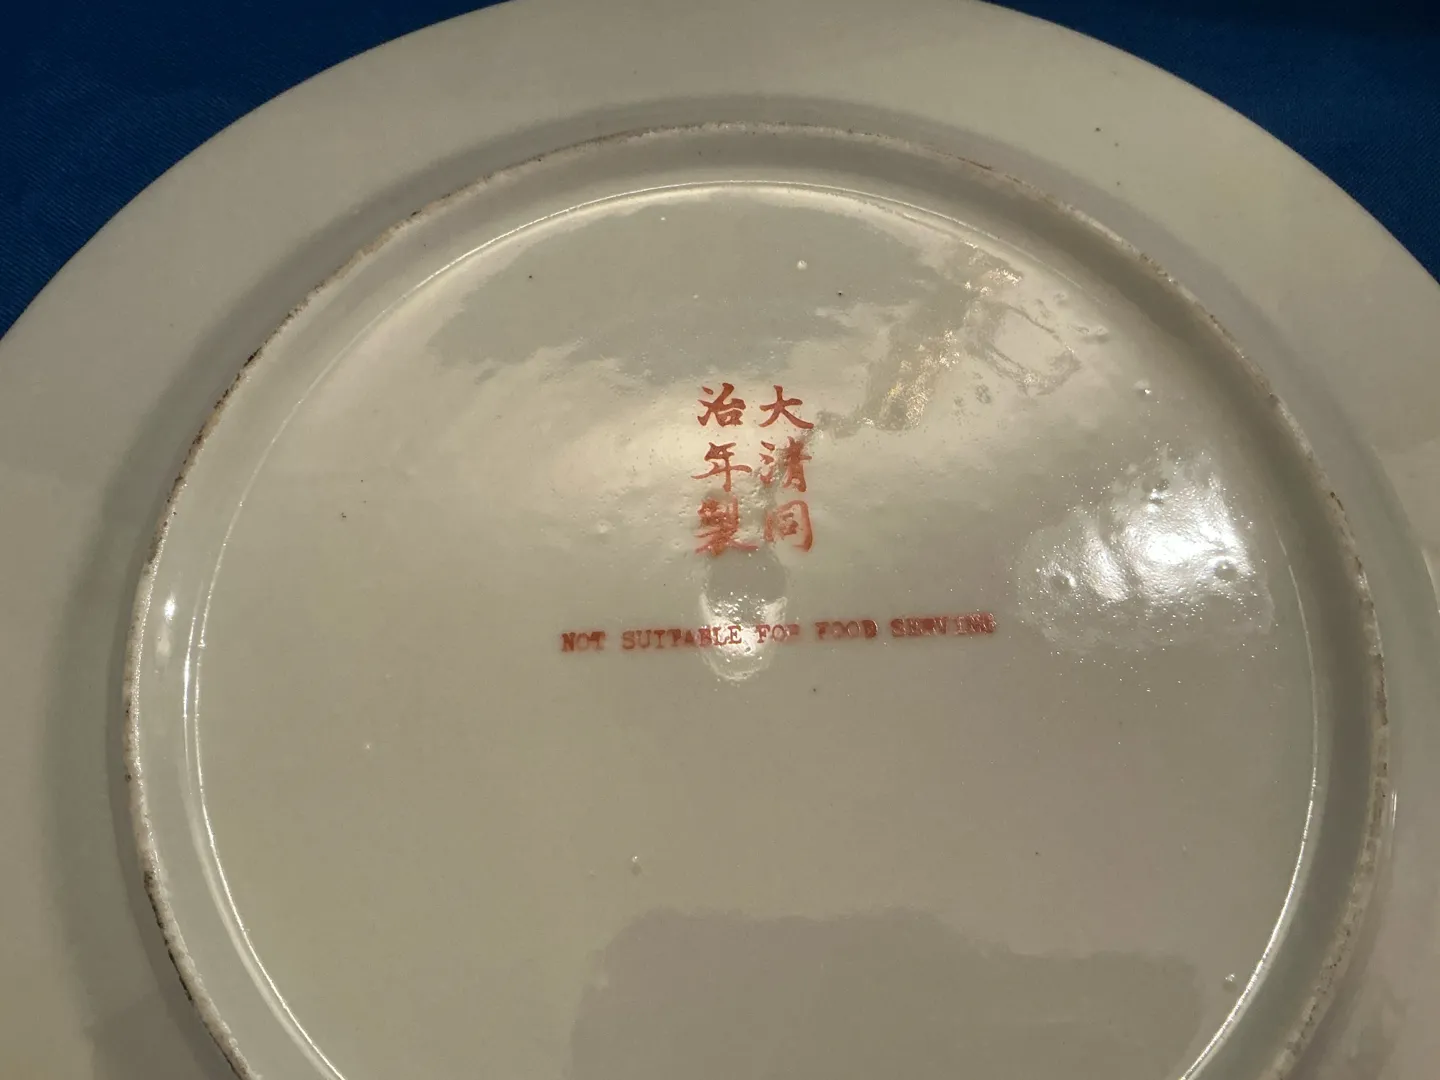 大清同
治年製
NOT SUITABLE FOR FOOD SERVING